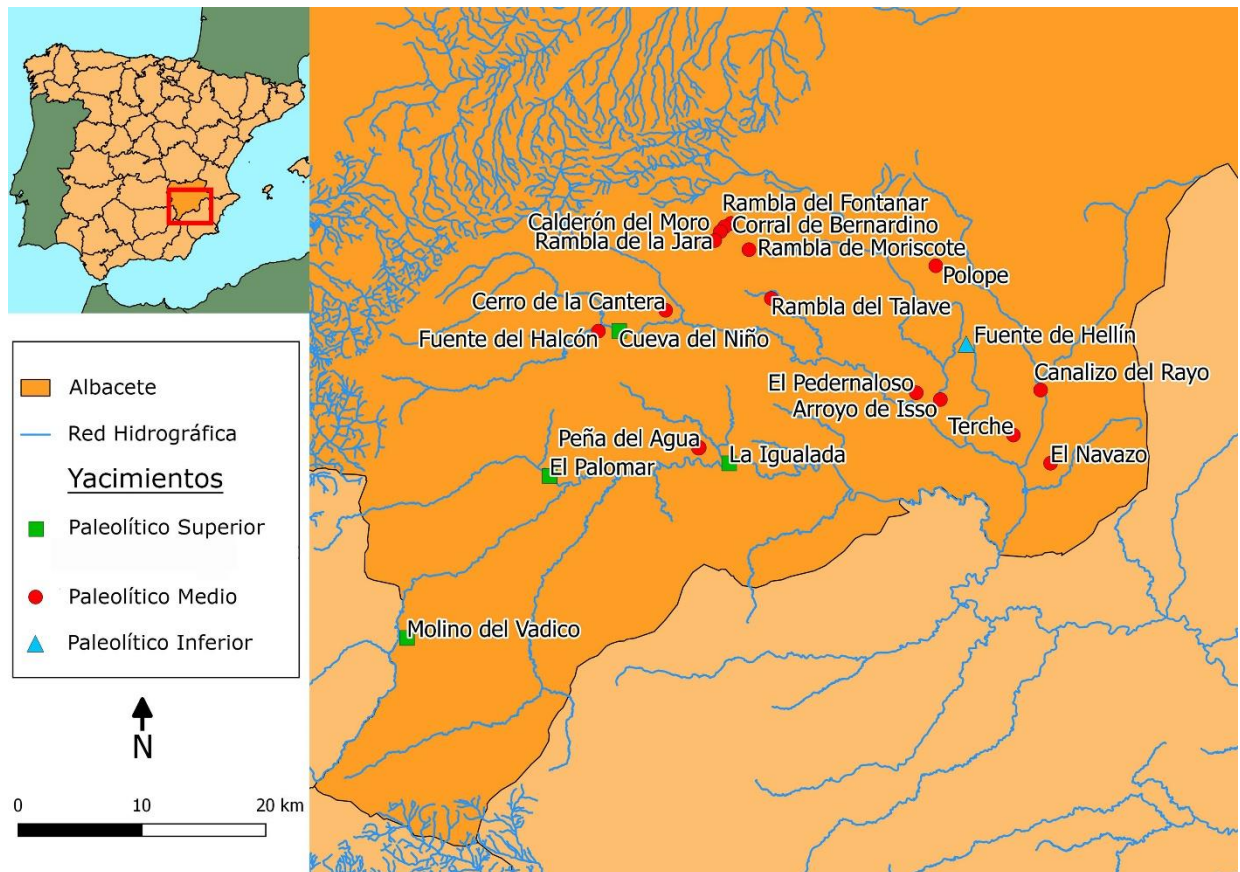 Albacete
Red Hidrográfica
Yacimientos
Paleolítico Superior
Paleolítico Medio
Paleolítico Inferior
N
0 10 20 km
Rambla del Fontanar
Calderón del Moro
Corral de Bernardino
Rambla de la Jara
Rambla de Moriscote
Polope
Cerro de la Cantera
Rambla del Talave
Fuente del Halcón
Cueva del Niño
Fuente de Hellín
El Pedernaloso
Canalizo del Rayo
Arroyo de Isso
Terche
Peña del Agua
La Igualada
El Navazo
El Palomar
Molino del Vadico